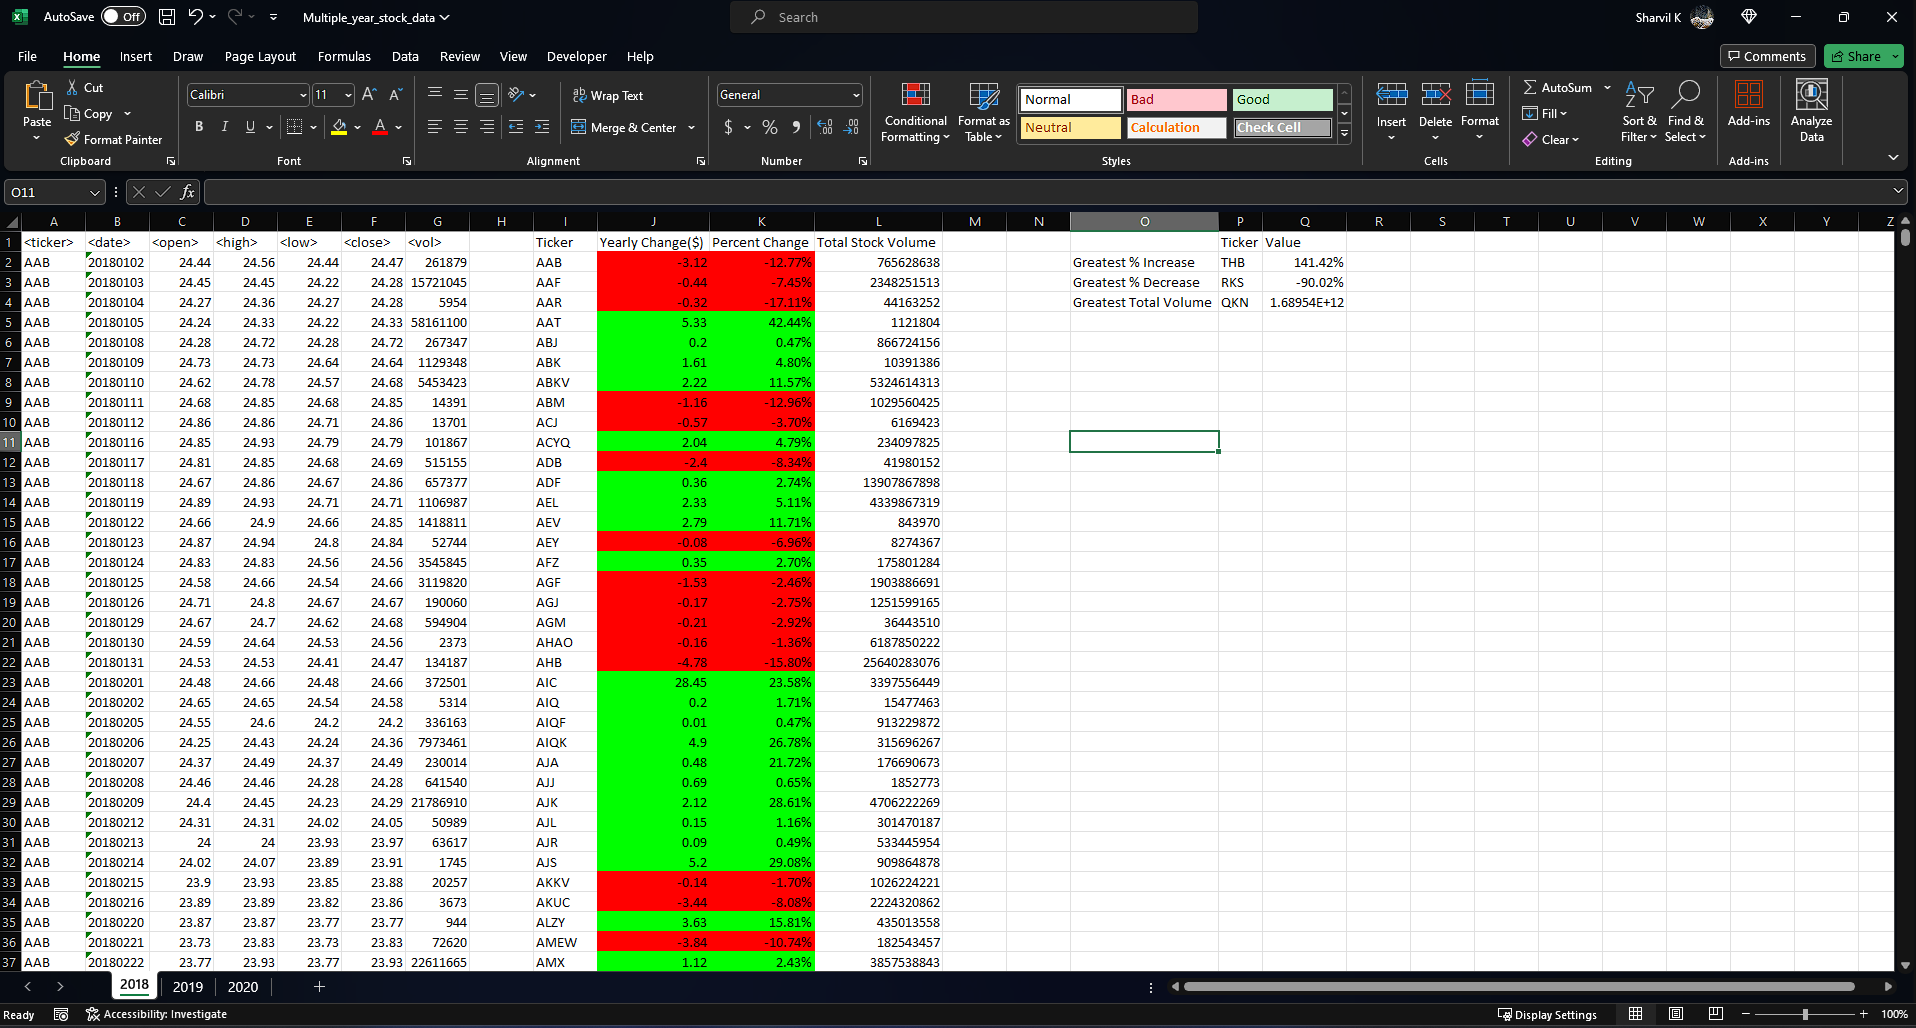 AutoSave Off Multiple_year_stock_data Search Sharvil K
File Home Insert Draw Page Layout Formulas Data Review View Developer Help Comments Share
Paste Cut Copy Format Painter Clipboard
Calibri 11 A A B I U A Font
ab Wrap Text Merge & Center Alignment
General $ % Number
Conditional Formatting Format as Table Normal Bad Good Neutral Calculation Check Cell Styles
Insert Delete Format Cells
AutoSum Fill Clear Sort & Filter Find & Select Editing
Add-ins Add-ins
Analyze Data
O11 fx
A B C D E F G H I J K L M N O P Q R S T U V W X Y Z
1 <ticker> <date> <open> <high> <low> <close> <vol> Ticker Yearly Change($) Percent Change Total Stock Volume Ticker Value
2 AAB 20180102 24.44 24.56 24.44 24.47 261879 AAB -3.12 -12.77% 765628638 Greatest % Increase THB 141.42%
3 AAB 20180103 24.45 24.45 24.22 24.28 15721045 AAF -0.44 -7.45% 2348251513 Greatest % Decrease RKS -90.02%
4 AAB 20180104 24.27 24.36 24.27 24.28 5954 AAR -0.32 -17.11% 44163252 Greatest Total Volume QKN 1.68954E+12
5 AAB 20180105 24.24 24.33 24.22 24.33 58161100 AAT 5.33 42.44% 1121804
6 AAB 20180108 24.28 24.72 24.28 24.72 267347 ABJ 0.2 0.47% 866724156
7 AAB 20180109 24.73 24.73 24.64 24.64 1129348 ABK 1.61 4.80% 10391386
8 AAB 20180110 24.62 24.78 24.57 24.68 5453423 ABKV 2.22 11.57% 5324614313
9 AAB 20180111 24.68 24.85 24.68 24.85 14391 ABM -1.16 -12.96% 1029560425
10 AAB 20180112 24.86 24.86 24.71 24.86 13701 ACJ -0.57 -3.70% 6169423
11 AAB 20180116 24.85 24.93 24.79 24.79 101867 ACYQ 2.04 4.79% 234097825
12 AAB 20180117 24.81 24.85 24.68 24.69 515155 ADB -2.4 -8.34% 41980152
13 AAB 20180118 24.67 24.86 24.67 24.86 657377 ADF 0.36 2.74% 13907867898
14 AAB 20180119 24.89 24.93 24.71 24.71 1106987 AEL 2.33 5.11% 4339867319
15 AAB 20180122 24.66 24.9 24.66 24.85 1418811 AEV 2.79 11.71% 843970
16 AAB 20180123 24.87 24.94 24.8 24.84 52744 AEY -0.08 -6.96% 8274367
17 AAB 20180124 24.83 24.83 24.56 24.56 3545845 AFZ 0.35 2.70% 175801284
18 AAB 20180125 24.58 24.66 24.54 24.66 3119820 AGF -1.53 -2.46% 1903886691
19 AAB 20180126 24.71 24.8 24.67 24.67 190060 AGJ -0.17 -2.75% 1251599165
20 AAB 20180129 24.67 24.7 24.62 24.68 594904 AGM -0.21 -2.92% 36443510
21 AAB 20180130 24.59 24.64 24.53 24.56 2373 AHAO -0.16 -1.36% 6187850222
22 AAB 20180131 24.53 24.53 24.41 24.47 134187 AHB -4.78 -15.80% 25640283076
23 AAB 20180201 24.48 24.66 24.48 24.66 372501 AIC 28.45 23.58% 3397556449
24 AAB 20180202 24.65 24.65 24.54 24.58 5314 AIQ 0.2 1.71% 15477463
25 AAB 20180205 24.55 24.6 24.2 24.2 336163 AIQF 0.01 0.47% 913229872
26 AAB 20180206 24.25 24.43 24.24 24.36 7973461 AIQK 4.9 26.78% 315696267
27 AAB 20180207 24.37 24.49 24.37 24.49 230014 AJA 0.48 21.72% 176690673
28 AAB 20180208 24.46 24.46 24.28 24.28 641540 AJJ 0.69 0.65% 1852773
29 AAB 20180209 24.4 24.45 24.23 24.29 21786910 AJK 2.12 28.61% 4706222269
30 AAB 20180212 24.31 24.31 24.02 24.05 50989 AJL 0.15 1.16% 301470187
31 AAB 20180213 24 24 23.93 23.97 63617 AJR 0.09 0.49% 533445954
32 AAB 20180214 24.02 24.07 23.89 23.91 1745 AJS 5.2 29.08% 909864878
33 AAB 20180215 23.9 23.93 23.85 23.88 20257 AKKV -0.14 -1.70% 1026224221
34 AAB 20180216 23.89 23.89 23.82 23.86 3673 AKUC -3.44 -8.08% 2224320862
35 AAB 20180220 23.87 23.87 23.77 23.77 944 ALZY 3.63 15.81% 435013558
36 AAB 20180221 23.73 23.83 23.73 23.83 72620 AMEW -3.84 -10.74% 182543457
37 AAB 20180222 23.77 23.93 23.77 23.93 22611665 AMX 1.12 2.43% 3857538843
2018 2019 2020
Ready Accessibility: Investigate Display Settings 100%